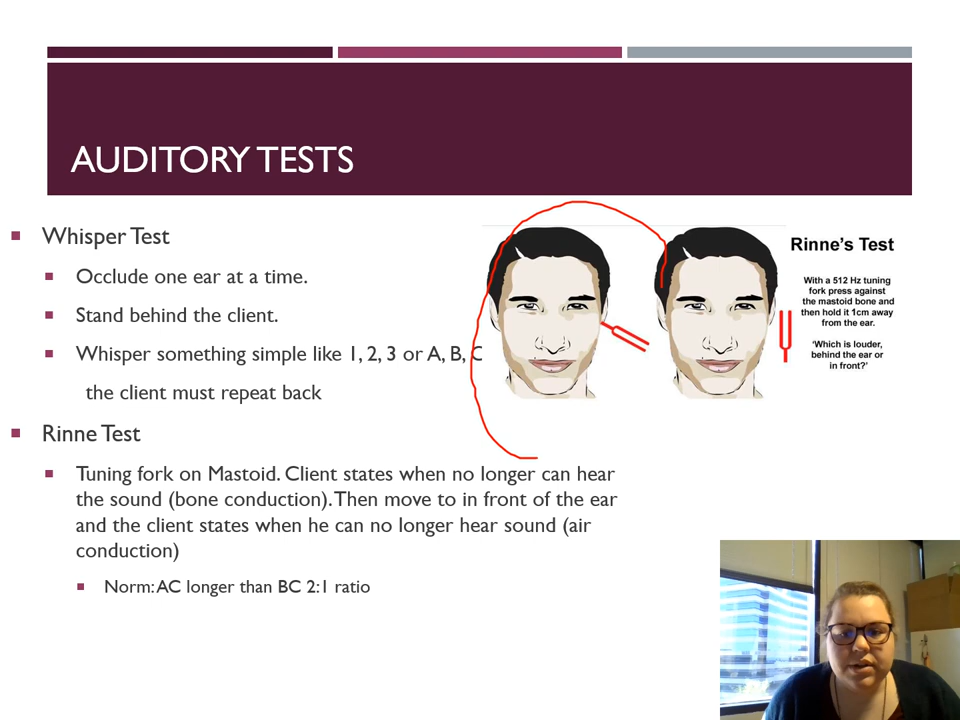 AUDITORY TESTS
Whisper Test
Occlude one ear at a time.
Stand behind the client.
Whisper something simple like 1, 2, 3 or A, B, C
the client must repeat back
Rinne Test
Tuning fork on Mastoid. Client states when no longer can hear
the sound (bone conduction). Then move to in front of the ear
and the client states when he can no longer hear sound (air
conduction)
Norm: AC longer than BC 2:1 ratio
Rinne's Test
With a 512 Hz tuning
fork press against
the mastoid bone and
then hold it 1cm away
from the ear.
'Which is louder,
behind the ear or
in front?'